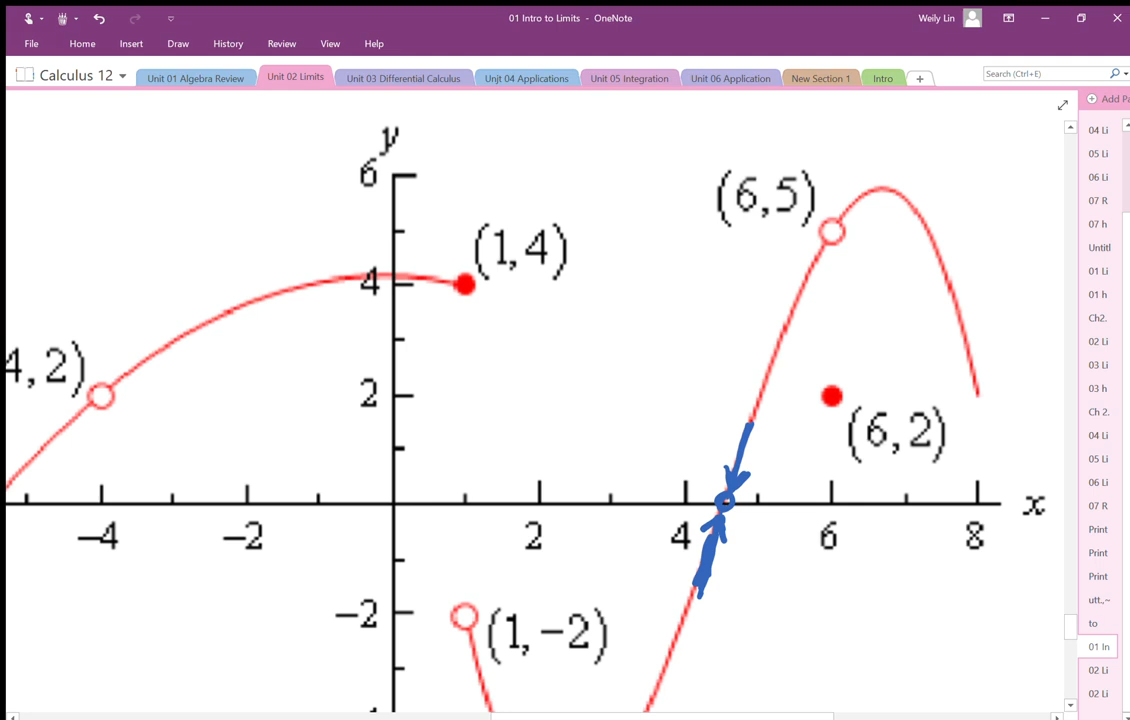 01 Intro to Limits - OneNote
Weily Lin
File Home Insert Draw History Review View Help
Calculus 12
Unit 01 Algebra Review
Unit 02 Limits
Unit 03 Differential Calculus
Unjt 04 Applications
Unit 05 Integration
Unit 06 Application
New Section 1
Intro
Search (Ctrl+E)
Add Pa
y
6
(6,5)
(1,4)
4
4,2)
2
(6,2)
-4 -2 2 4 6 8 x
-2
(1,-2)
04 Li
05 Li
06 Li
07 R
07 h
Untitl
01 Li
01 h
Ch2.
02 Li
03 Li
03 h
Ch 2.
04 Li
05 Li
06 Li
07 R
Print
Print
Print
utt.,~
to
01 In
02 Li
02 Li